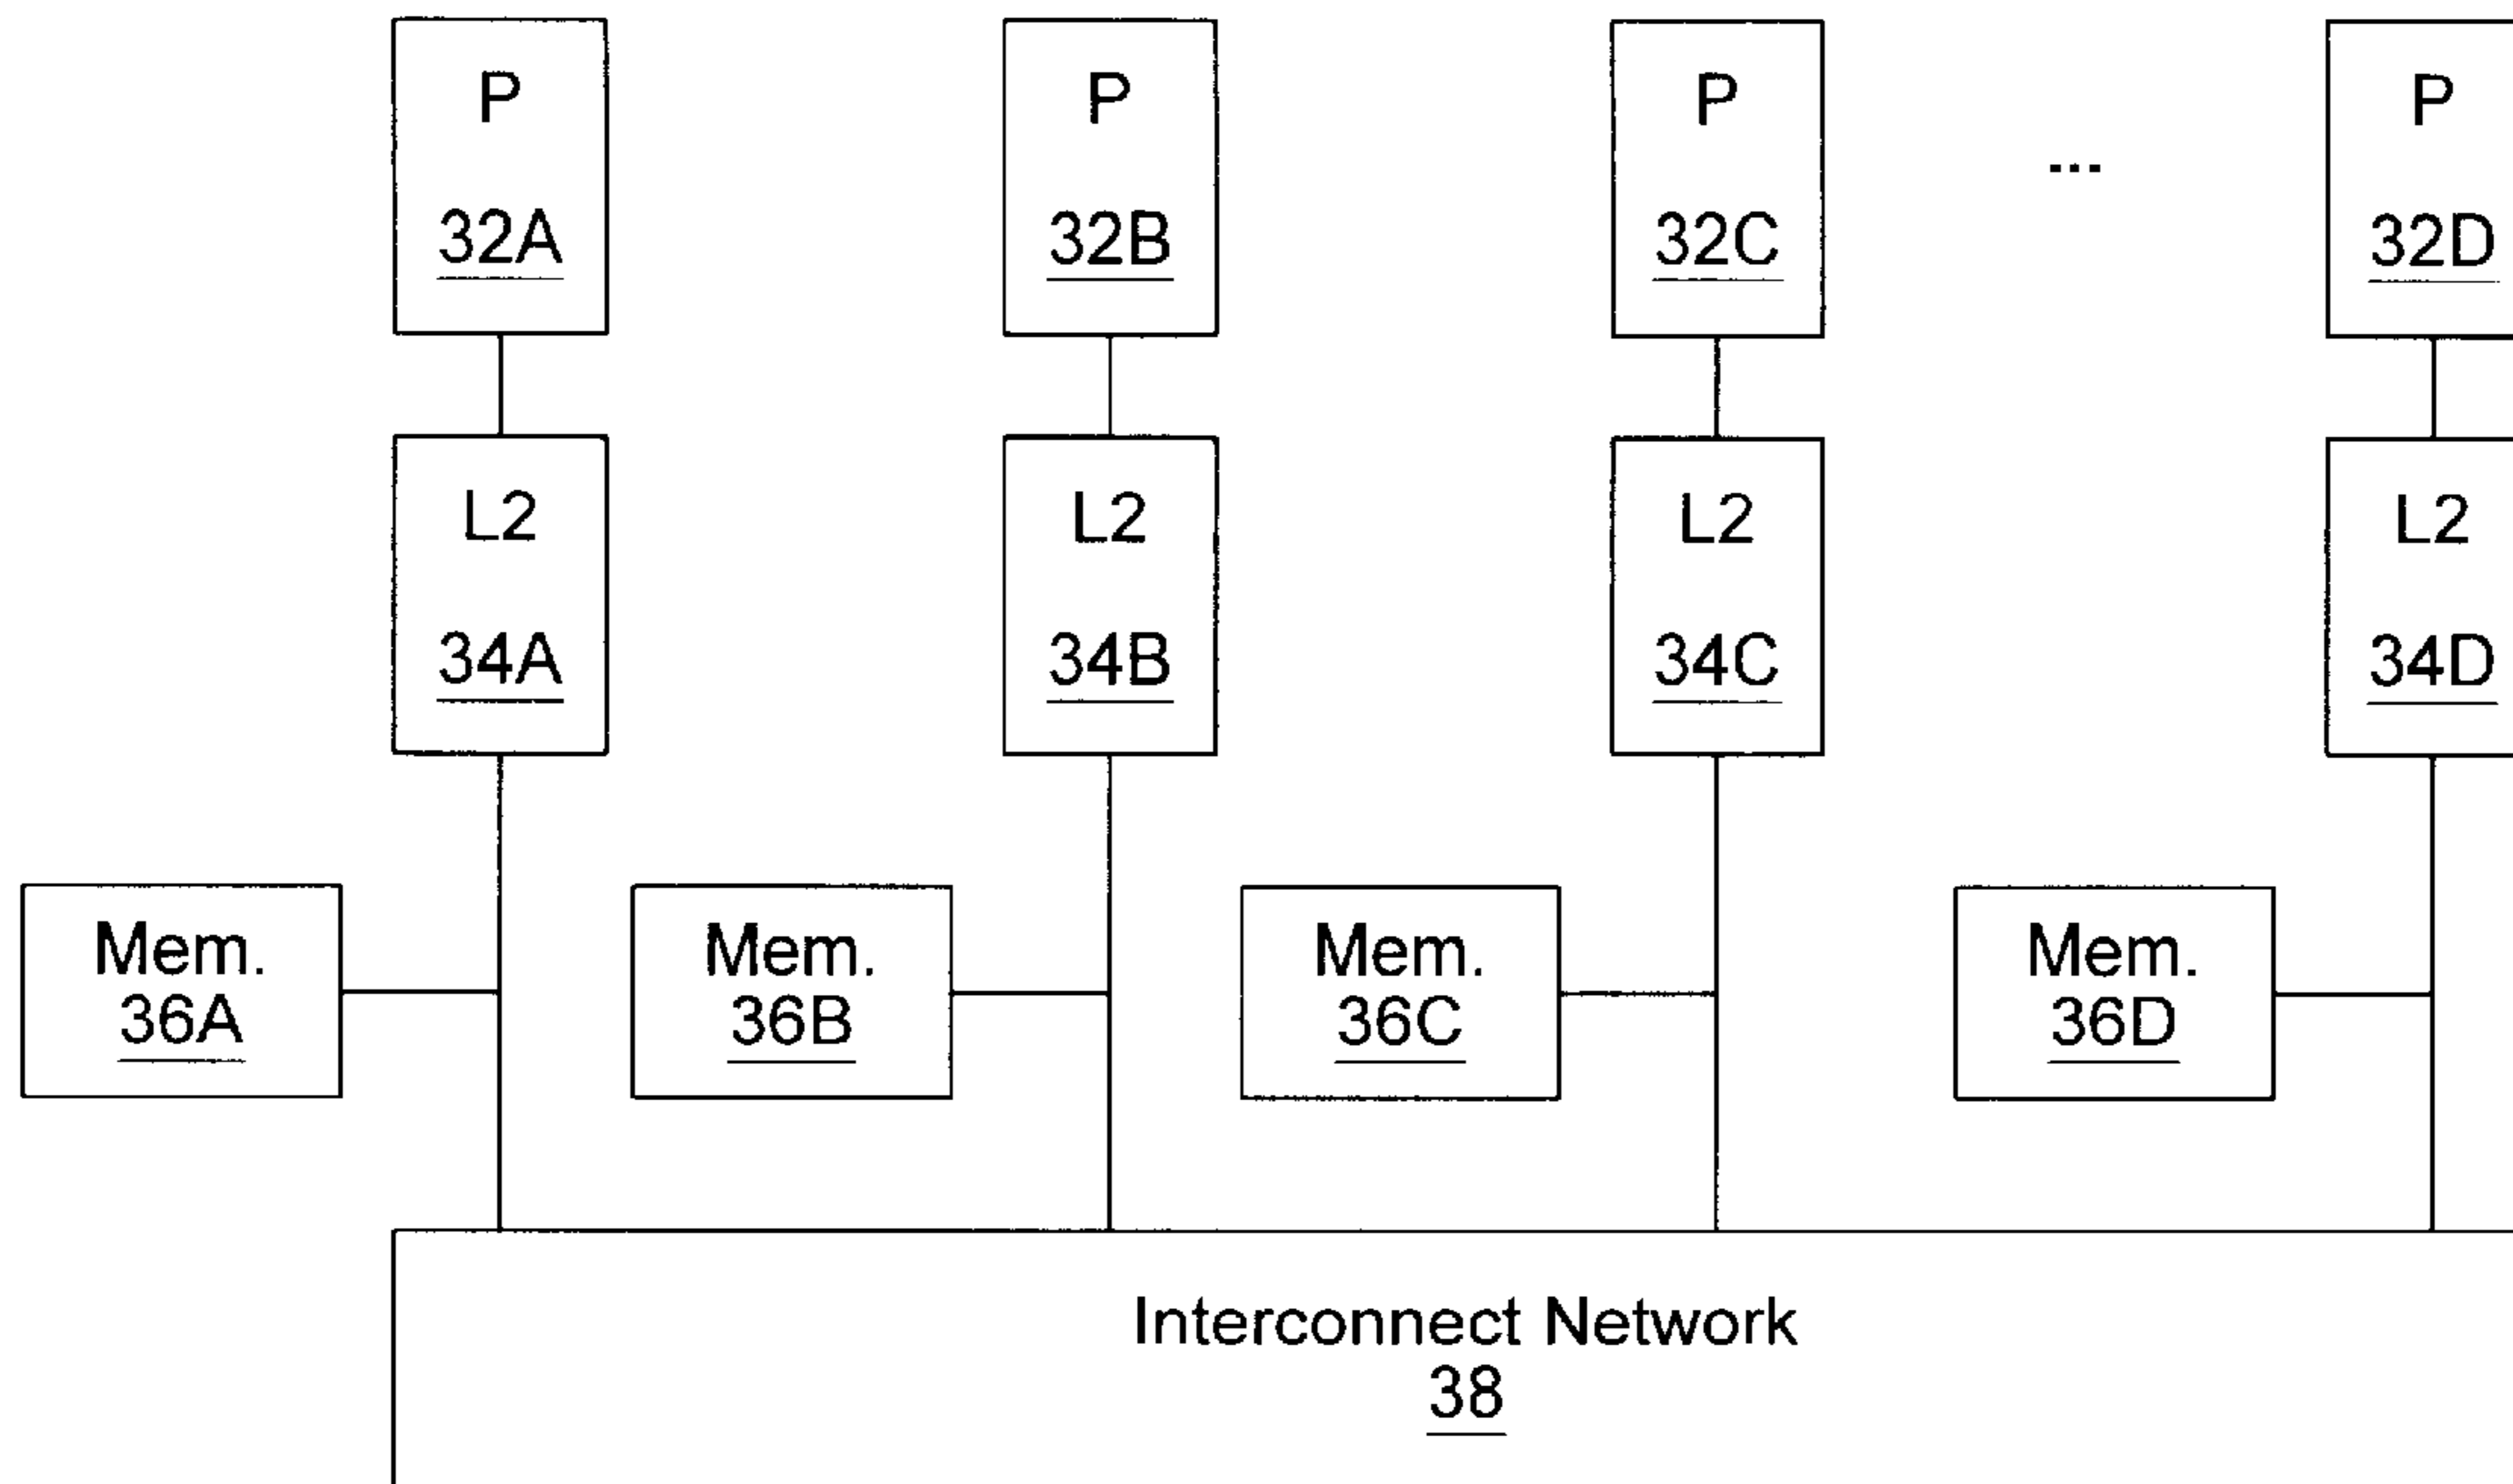 P
32A
P
32B
P
32C
...
P
32D
L2
34A
L2
34B
L2
34C
L2
34D
Mem.
36A
Mem.
36B
Mem.
36C
Mem.
36D
Interconnect Network
38